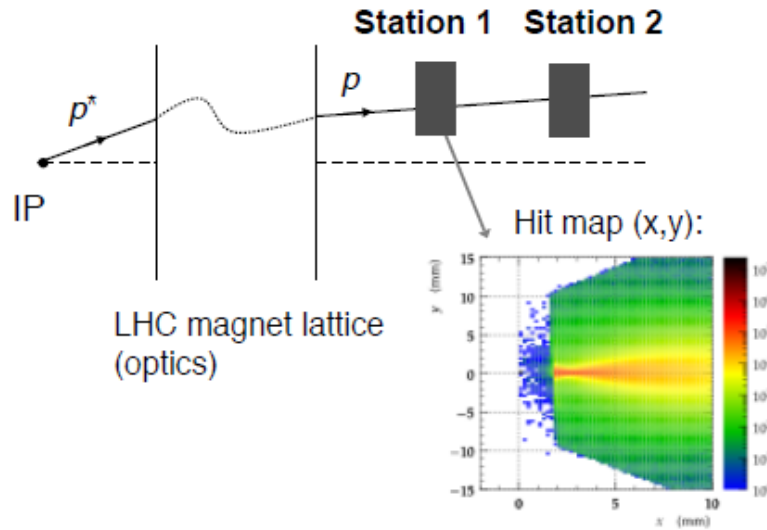 Station 1 Station 2
p* p
IP
Hit map (x,y):
LHC magnet lattice
(optics)
y (mm)
15
10
5
0
−5
−10
−15
0 5 10
x (mm)